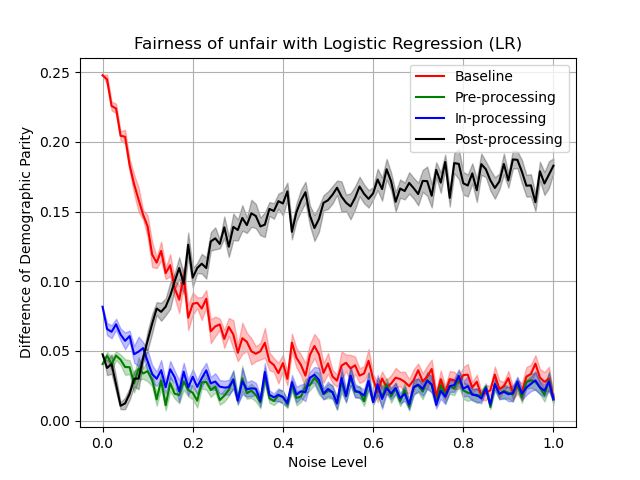 Fairness of unfair with Logistic Regression (LR)
Baseline
Pre-processing
In-processing
Post-processing
Difference of Demographic Parity
0.25
0.20
0.15
0.10
0.05
0.00
0.0 0.2 0.4 0.6 0.8 1.0
Noise Level